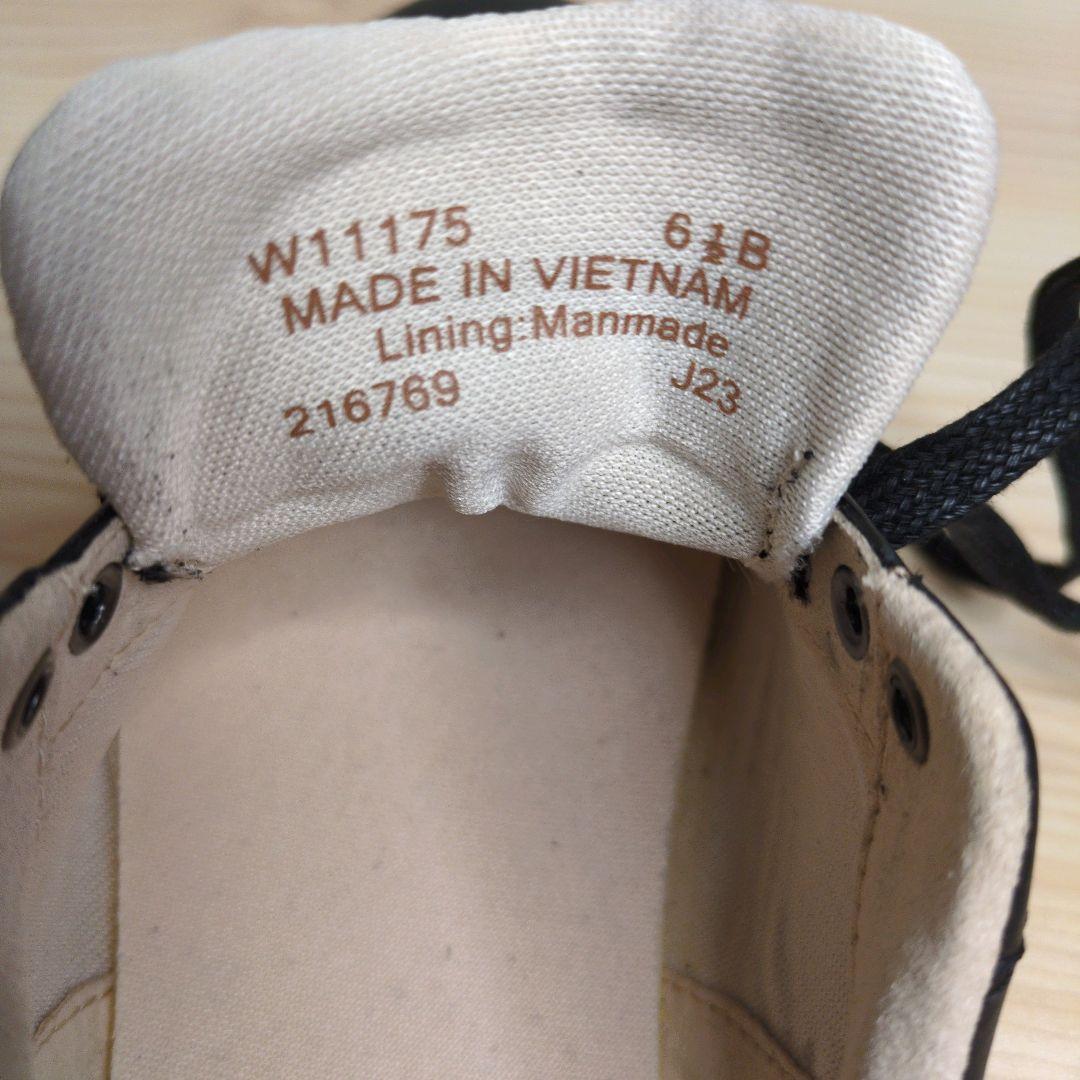 W11175 6½B
MADE IN VIETNAM
Lining:Manmade
216769 J23